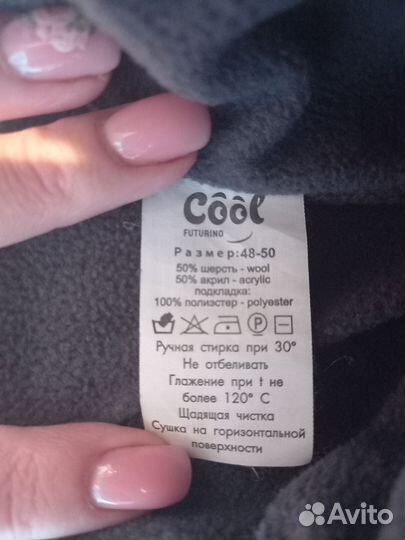 Côôl
FUTURINO
Размер:48-50
50% шерсть - wool
50% акрил - acrylic
подкладка:
100% полиэстер - polyester
P
Ручная стирка при 30°
Не отбеливать
Глажение при t не
более 120° С
Щадящая чистка
Сушка на горизонтальной
поверхности
Avito